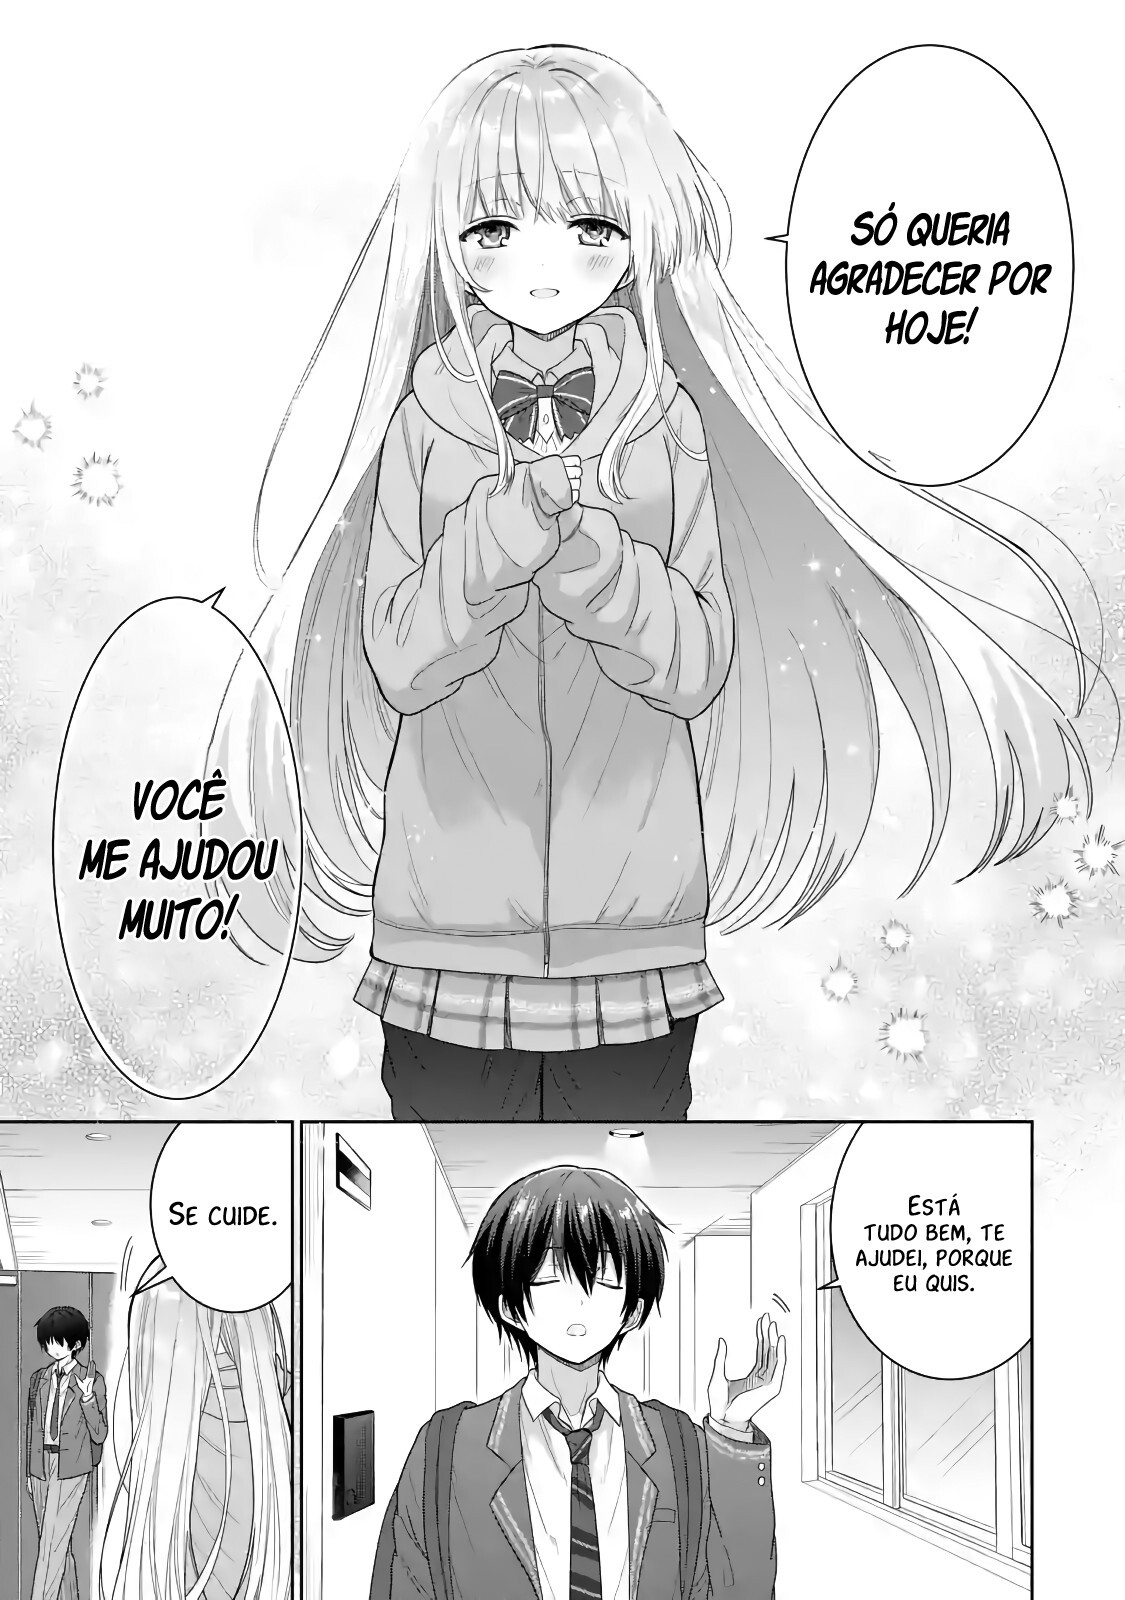 SÓ QUERIA
AGRADECER POR
HOJE!
VOCÊ
ME AJUDOU
MUITO!
ESTÁ
TUDO BEM, TE
AJUDEI, PORQUE
EU QUIS.
SE CUIDE.